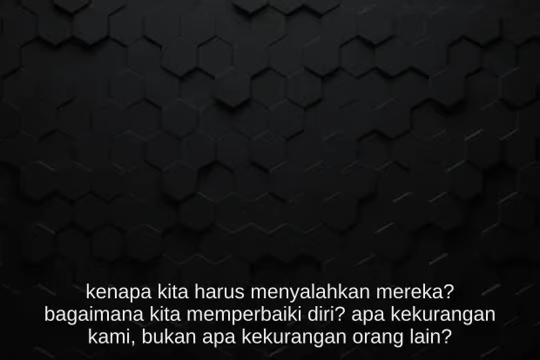 kenapa kita harus menyalahkan mereka?
bagaimana kita memperbaiki diri? apa kekurangan
kami, bukan apa kekurangan orang lain?